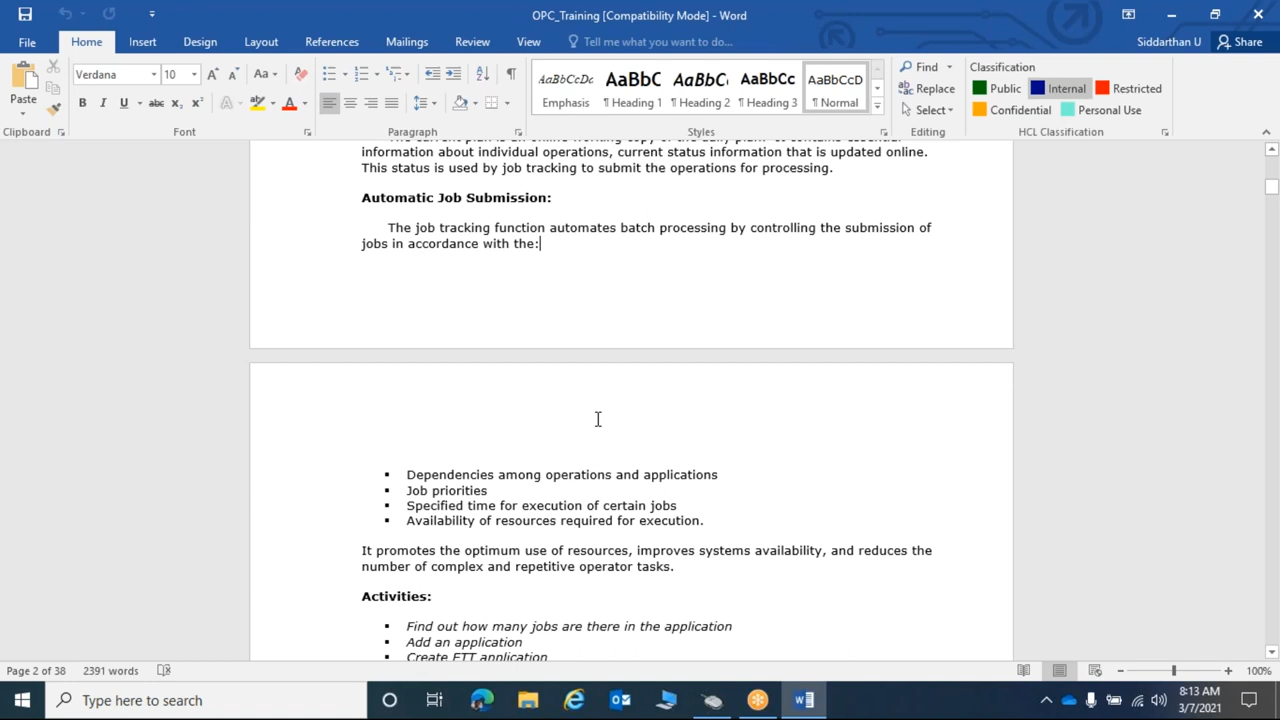 OPC_Training [Compatibility Mode] - Word
File Home Insert Design Layout References Mailings Review View Tell me what you want to do... Siddarthan U Share
Verdana 10 Aa
Paste
B I U abc x₂ x²
AaBbCcDc AaBbC AaBbC AaBbCc AaBbCcD
Emphasis ¶ Heading 1 ¶ Heading 2 ¶ Heading 3 ¶ Normal
Find
Replace
Select
Classification
Public Internal Restricted
Confidential Personal Use
Clipboard Font Paragraph Styles Editing HCL Classification
information about individual operations, current status information that is updated online.
This status is used by job tracking to submit the operations for processing.
Automatic Job Submission:
The job tracking function automates batch processing by controlling the submission of
jobs in accordance with the:
▪ Dependencies among operations and applications
▪ Job priorities
▪ Specified time for execution of certain jobs
▪ Availability of resources required for execution.
It promotes the optimum use of resources, improves systems availability, and reduces the
number of complex and repetitive operator tasks.
Activities:
▪ Find out how many jobs are there in the application
▪ Add an application
▪ Create ETT application
Page 2 of 38 2391 words 100%
Type here to search
8:13 AM
3/7/2021